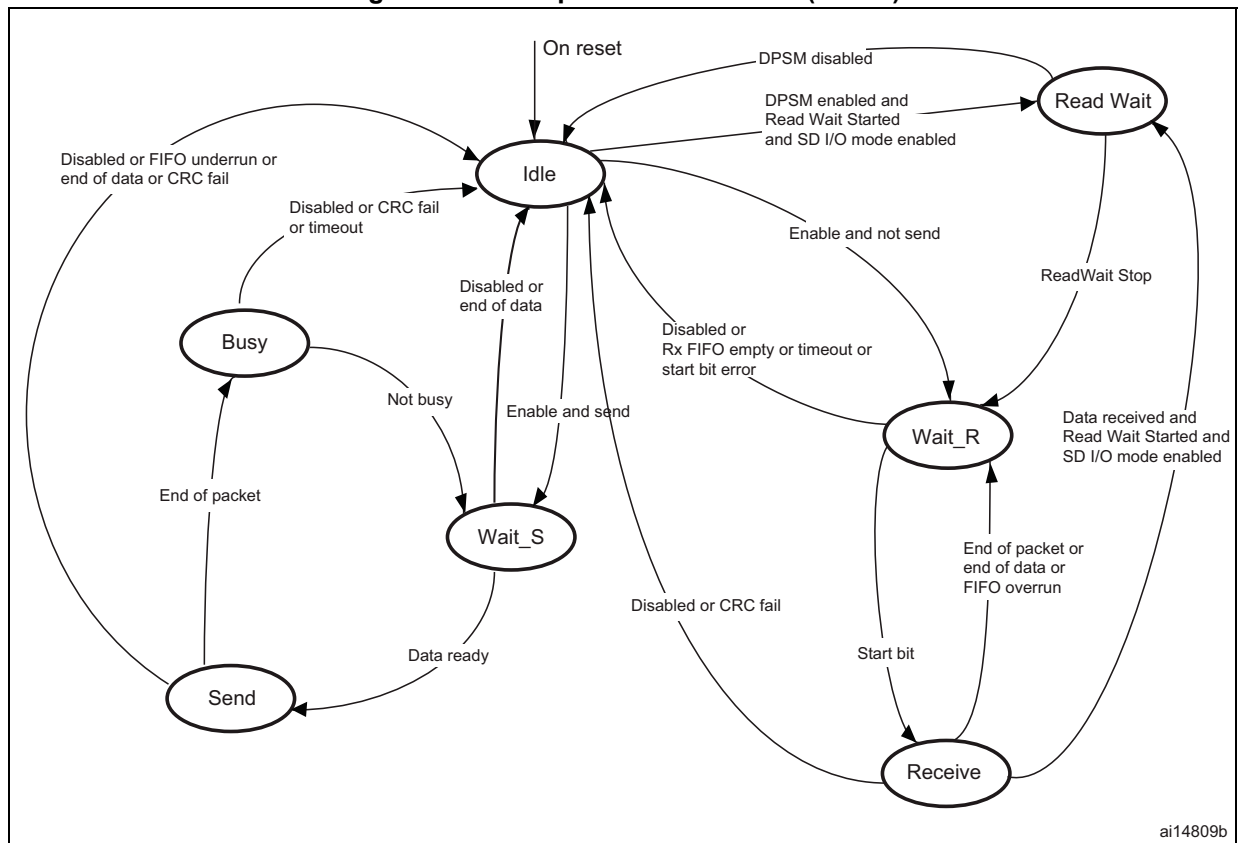 On reset
DPSM disabled
Read Wait
DPSM enabled and
Read Wait Started
and SD I/O mode enabled
Disabled or FIFO underrun or
end of data or CRC fail
Idle
Disabled or CRC fail
or timeout
Enable and not send
ReadWait Stop
Disabled or
end of data
Busy
Disabled or
Rx FIFO empty or timeout or
start bit error
Not busy
Enable and send
Data received and
Read Wait Started and
SD I/O mode enabled
Wait_R
End of packet
Wait_S
End of packet or
end of data or
FIFO overrun
Disabled or CRC fail
Data ready
Start bit
Send
Receive
ai14809b